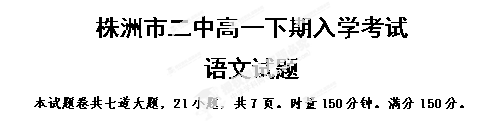 株洲市二中高一下期入学考试
语文试题
本试题卷共七道大题，21小题，共7页。时量150分钟。满分150分。